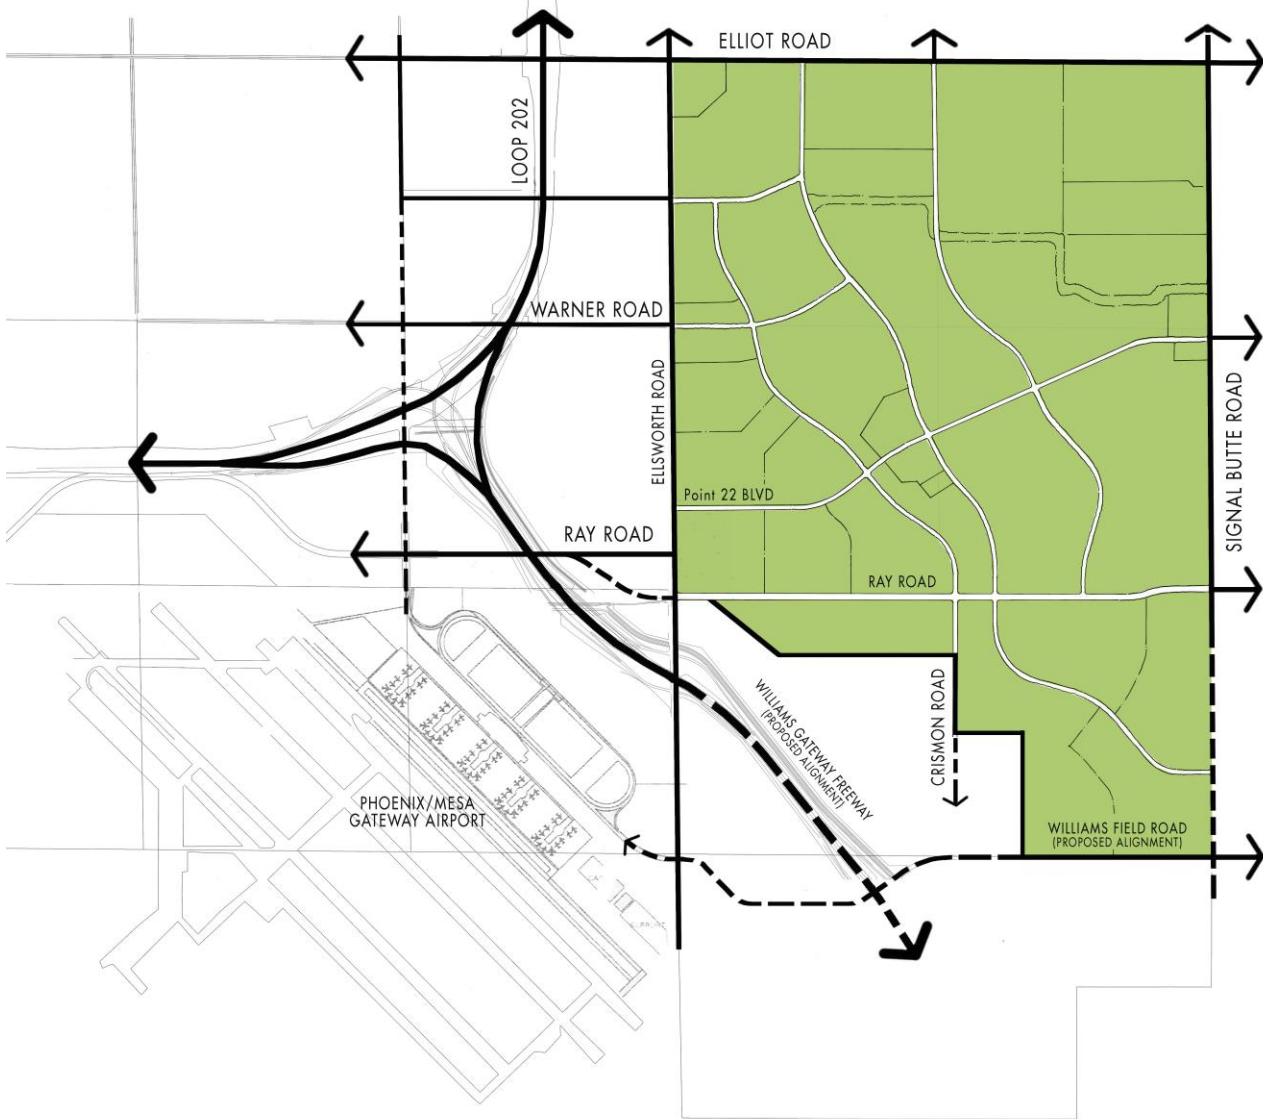 ELLIOT ROAD
LOOP 202
WARNER ROAD
ELLSWORTH ROAD
SIGNAL BUTTE ROAD
Point 22 BLVD
RAY ROAD
RAY ROAD
CRISMON ROAD
WILLIAMS GATEWAY FREEWAY
(PROPOSED ALIGNMENT)
PHOENIX/MESA
GATEWAY AIRPORT
WILLIAMS FIELD ROAD
(PROPOSED ALIGNMENT)